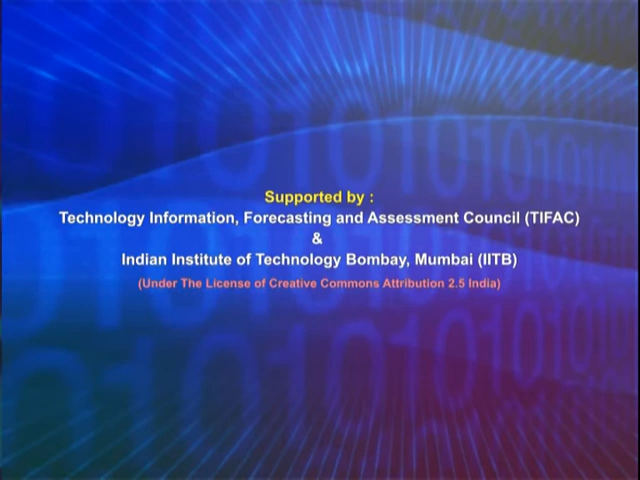 Supported by :
Technology Information, Forecasting and Assessment Council (TIFAC)
&
Indian Institute of Technology Bombay, Mumbai (IITB)
(Under The License of Creative Commons Attribution 2.5 India)